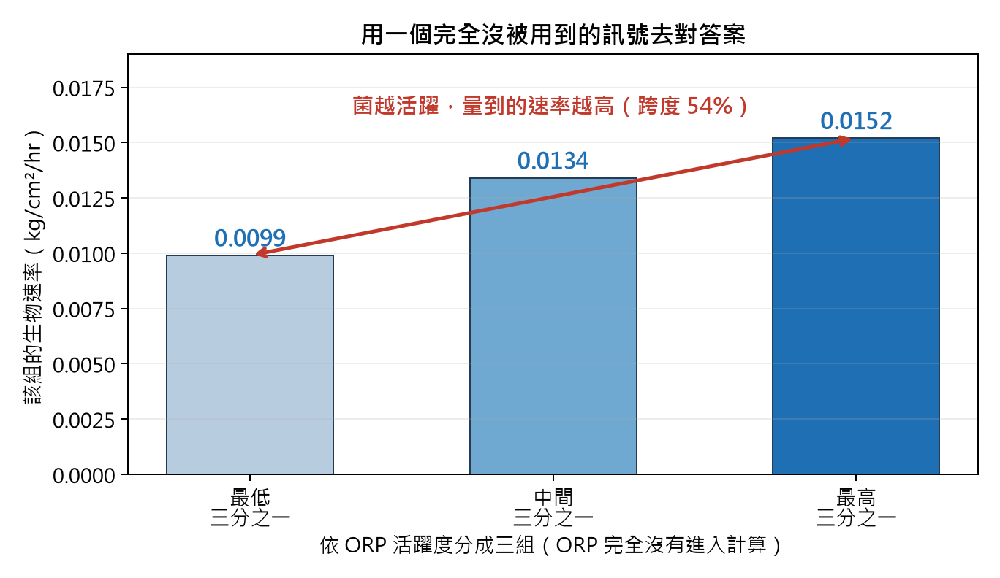 用一個完全沒被用到的訊號去對答案
菌越活躍，量到的速率越高（跨度 54%）
該組的生物速率（kg/cm²/hr）
0.0175
0.0150
0.0125
0.0100
0.0075
0.0050
0.0025
0.0000
0.0099
0.0134
0.0152
最低
三分之一
中間
三分之一
最高
三分之一
依 ORP 活躍度分成三組（ORP 完全沒有進入計算）